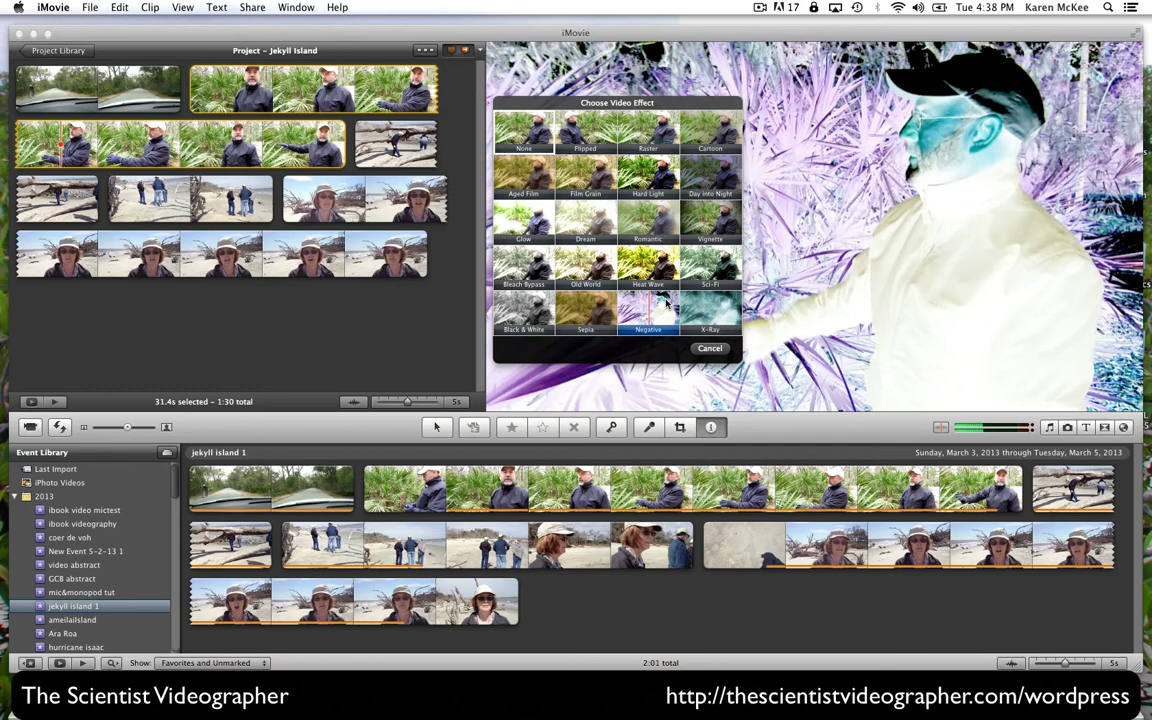 iMovie File Edit Clip View Text Share Window Help 17 Tue 4:38 PM Karen McKee
iMovie
Project Library Project – Jekyll Island
Choose Video Effect
None Flipped Raster Cartoon
Aged Film Film Grain Hard Light Day into Night
Glow Dream Romantic Vignette
Bleach Bypass Old World Heat Wave Sci-Fi
Black & White Sepia Negative X-Ray
Cancel
31.4s selected – 1:30 total 5s
Event Library jekyll island 1 Sunday, March 3, 2013 through Tuesday, March 5, 2013
Last Import
iPhoto Videos
2013
ibook video mictest
ibook videography
coer de voh
New Event 5-2-13 1
video abstract
GCB abstract
mic&monopod tut
jekyll island 1
ameliaIsland
Ara Roa
hurricane isaac
Show: Favorites and Unmarked 2:01 total 5s
The Scientist Videographer http://thescientistvideographer.com/wordpress